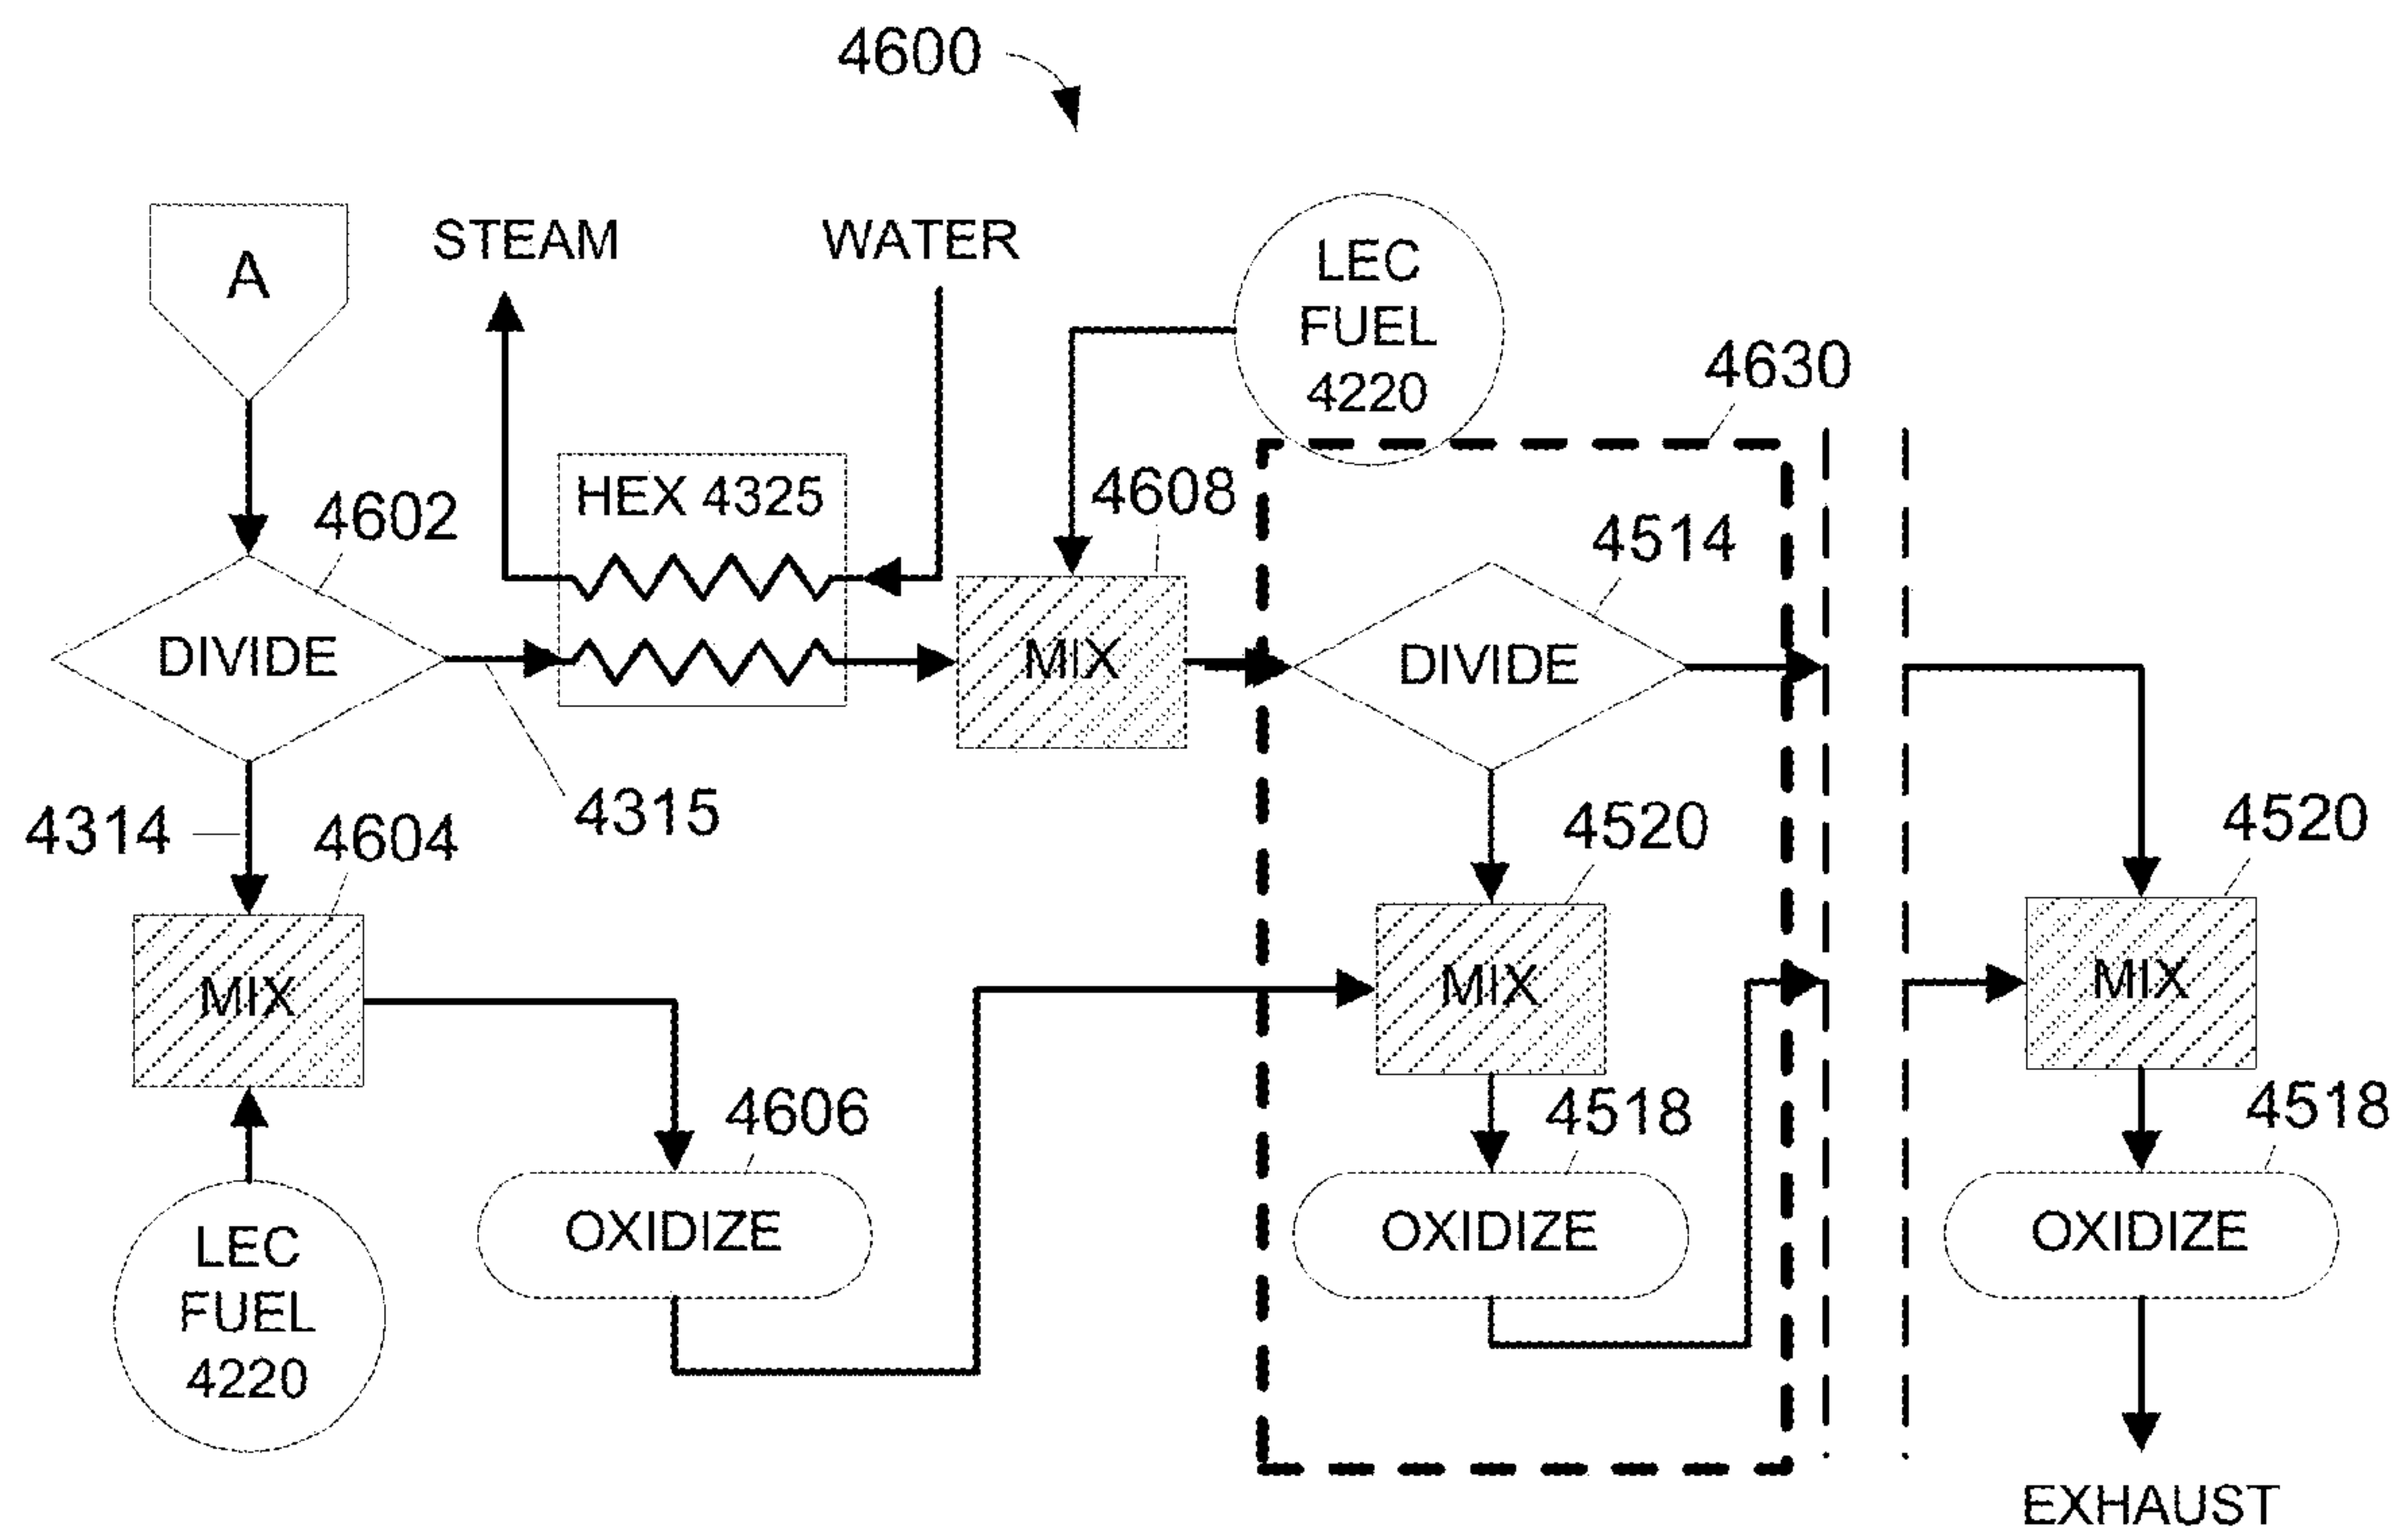 4600
A
STEAM
WATER
LEC
FUEL
4220
4630
HEX 4325
4602
4608
4514
DIVIDE
MIX
DIVIDE
4315
4314
4604
4520
4520
MIX
MIX
MIX
4606
4518
4518
LEC
FUEL
4220
OXIDIZE
OXIDIZE
OXIDIZE
EXHAUST